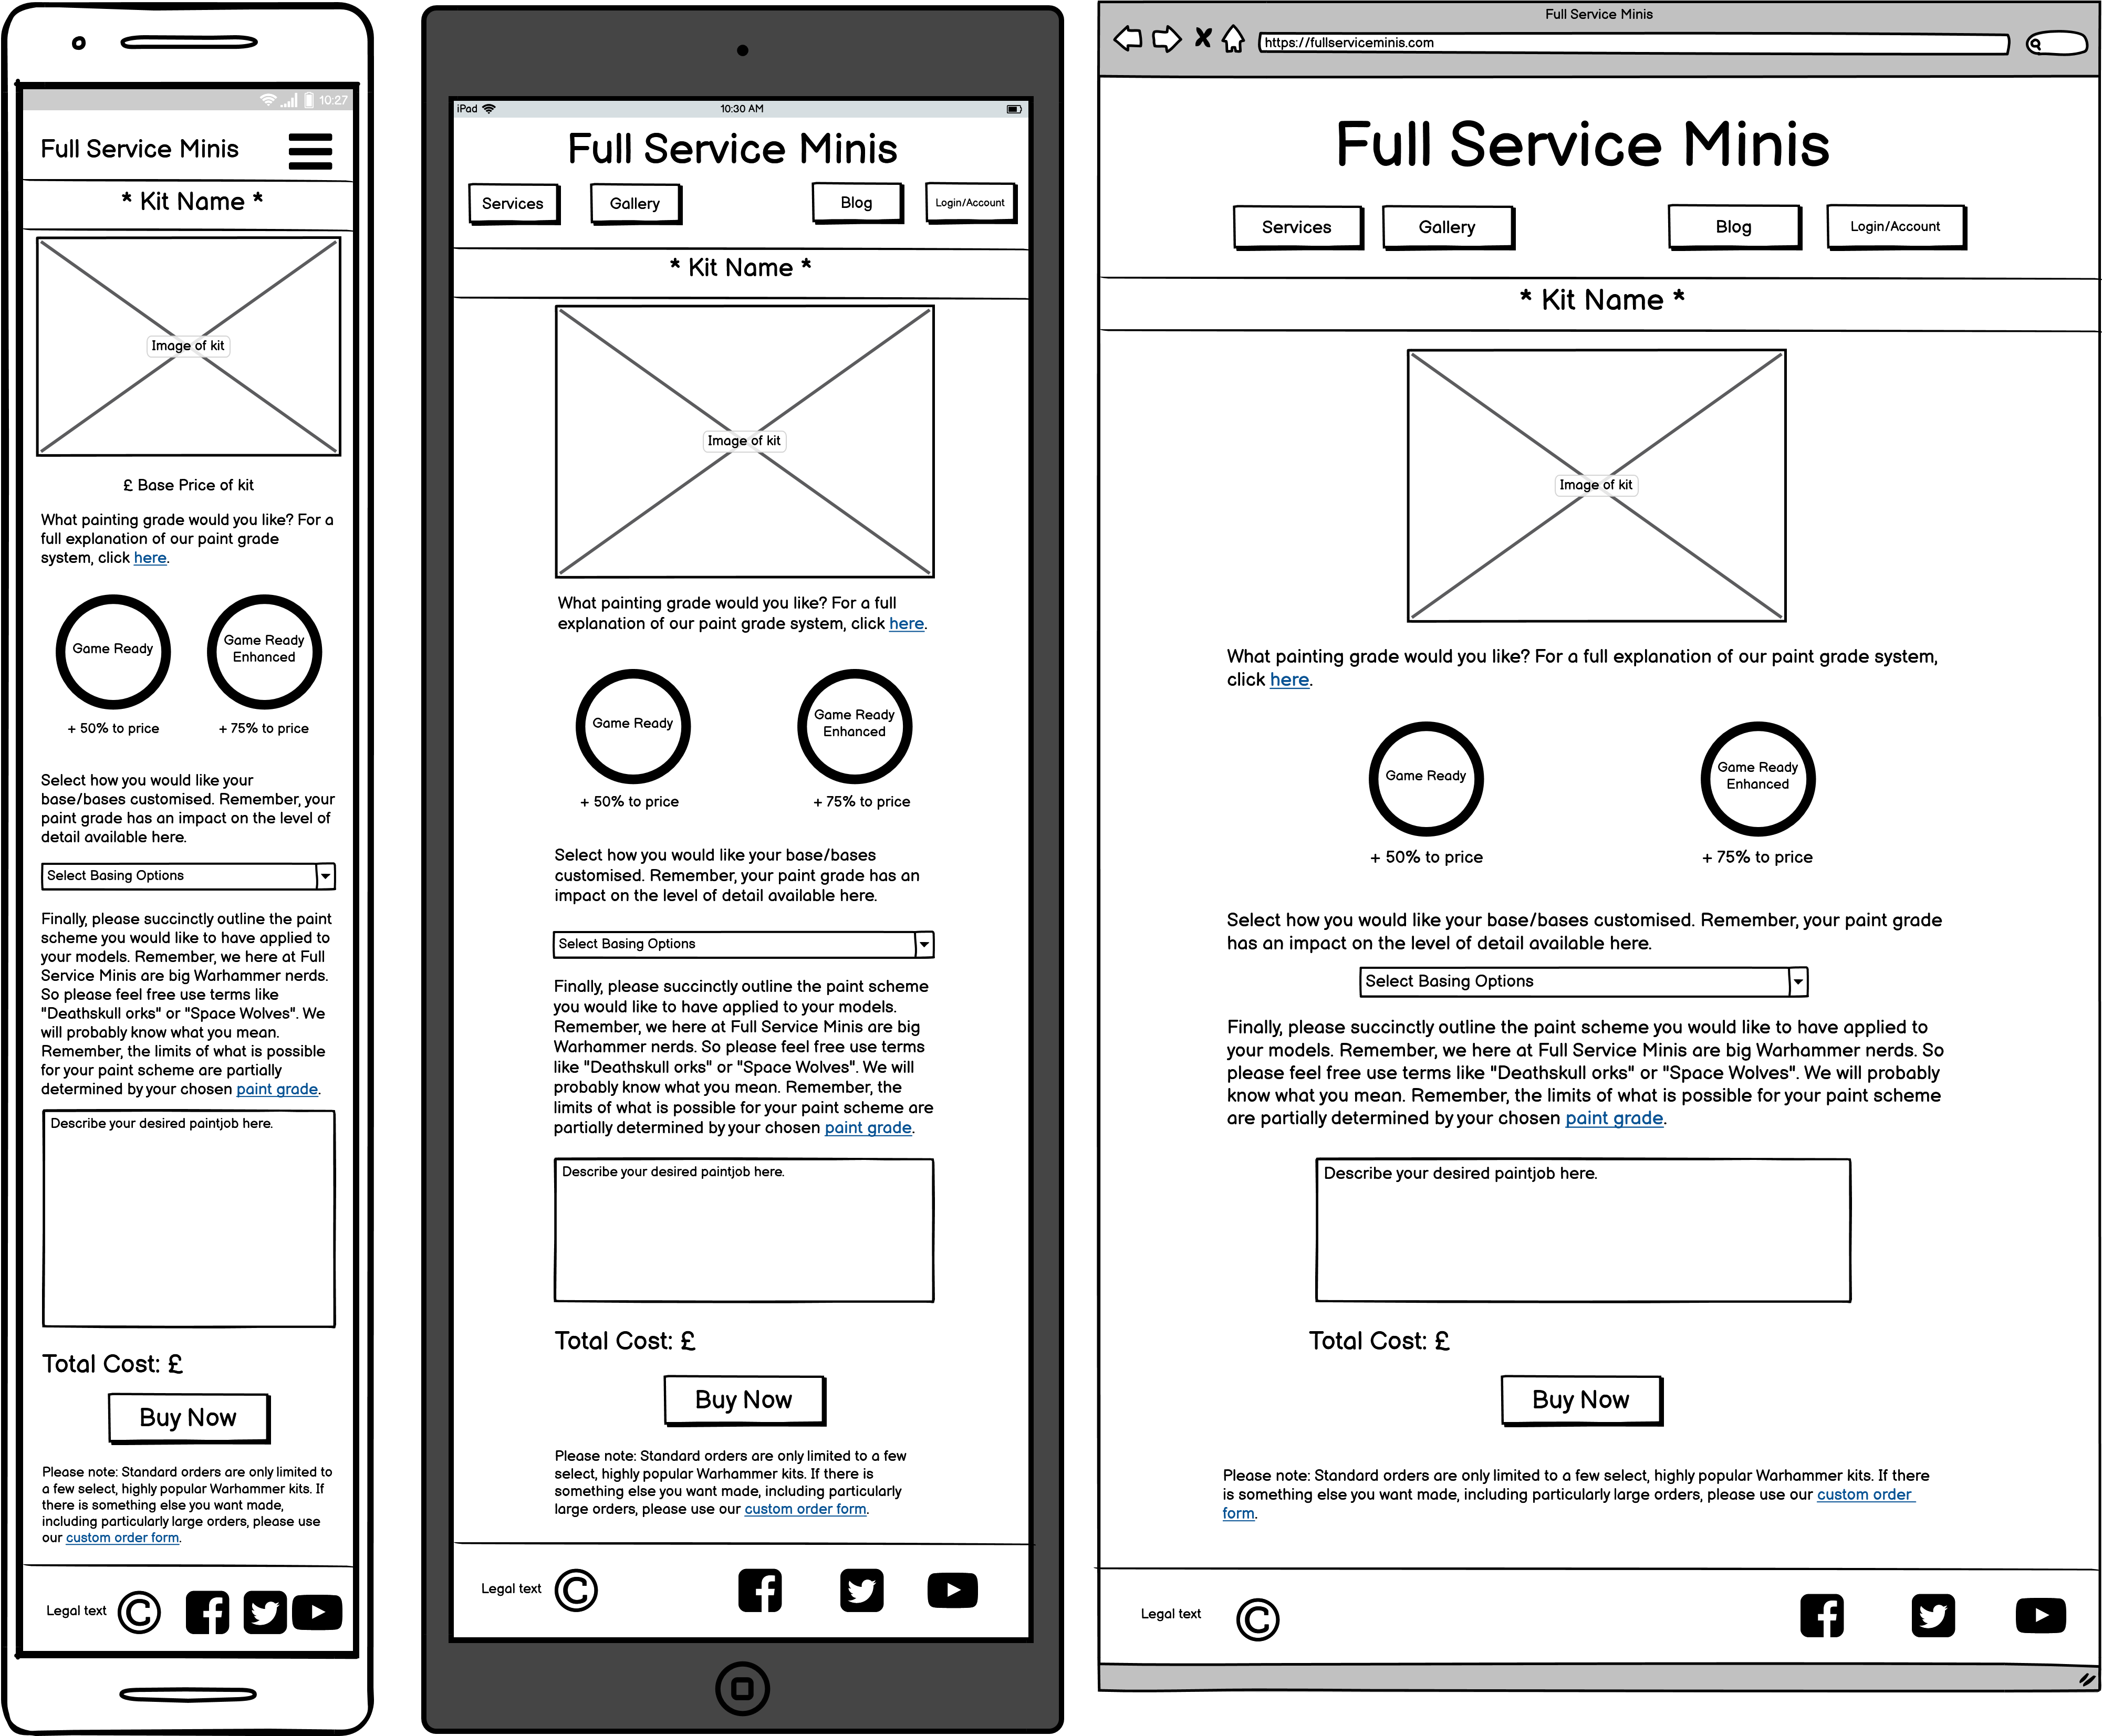 10:27
Full Service Minis
* Kit Name *
Image of kit
£ Base Price of kit
What painting grade would you like? For a
full explanation of our paint grade
system, click here.
Game Ready
Game Ready
Enhanced
+ 50% to price
+ 75% to price
Select how you would like your
base/bases customised. Remember, your
paint grade has an impact on the level of
detail available here.
Select Basing Options
Finally, please succinctly outline the paint
scheme you would like to have applied to
your models. Remember, we here at Full
Service Minis are big Warhammer nerds.
So please feel free use terms like
"Deathskull orks" or "Space Wolves". We
will probably know what you mean.
Remember, the limits of what is possible
for your paint scheme are partially
determined by your chosen paint grade.
Describe your desired paintjob here.
Total Cost: £
Buy Now
Please note: Standard orders are only limited to
a few select, highly popular Warhammer kits. If
there is something else you want made,
including particularly large orders, please use
our custom order form.
Legal text ©
iPad
10:30 AM
Full Service Minis
Services
Gallery
Blog
Login/Account
* Kit Name *
Image of kit
What painting grade would you like? For a full
explanation of our paint grade system, click here.
Game Ready
Game Ready
Enhanced
+ 50% to price
+ 75% to price
Select how you would like your base/bases
customised. Remember, your paint grade has an
impact on the level of detail available here.
Select Basing Options
Finally, please succinctly outline the paint scheme
you would like to have applied to your models.
Remember, we here at Full Service Minis are big
Warhammer nerds. So please feel free use terms
like "Deathskull orks" or "Space Wolves". We will
probably know what you mean. Remember, the
limits of what is possible for your paint scheme are
partially determined by your chosen paint grade.
Describe your desired paintjob here.
Total Cost: £
Buy Now
Please note: Standard orders are only limited to a few
select, highly popular Warhammer kits. If there is
something else you want made, including particularly
large orders, please use our custom order form.
Legal text ©
Full Service Minis
https://fullserviceminis.com
Full Service Minis
Services
Gallery
Blog
Login/Account
* Kit Name *
Image of kit
What painting grade would you like? For a full explanation of our paint grade system,
click here.
Game Ready
Game Ready
Enhanced
+ 50% to price
+ 75% to price
Select how you would like your base/bases customised. Remember, your paint grade
has an impact on the level of detail available here.
Select Basing Options
Finally, please succinctly outline the paint scheme you would like to have applied to
your models. Remember, we here at Full Service Minis are big Warhammer nerds. So
please feel free use terms like "Deathskull orks" or "Space Wolves". We will probably
know what you mean. Remember, the limits of what is possible for your paint scheme
are partially determined by your chosen paint grade.
Describe your desired paintjob here.
Total Cost: £
Buy Now
Please note: Standard orders are only limited to a few select, highly popular Warhammer kits. If there
is something else you want made, including particularly large orders, please use our custom order
form.
Legal text ©